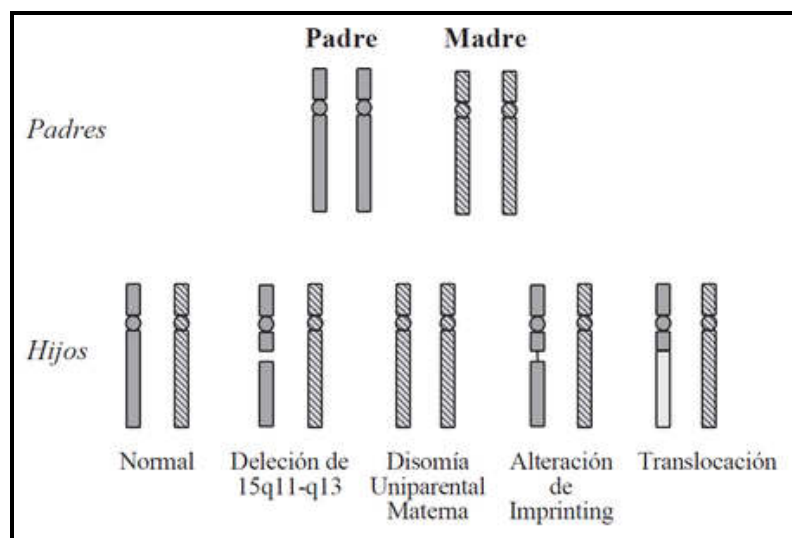 Padre Madre
Padres
Hijos
Normal Deleción de Disomía Alteración Translocación
15q11-q13 Uniparental de
Materna Imprinting